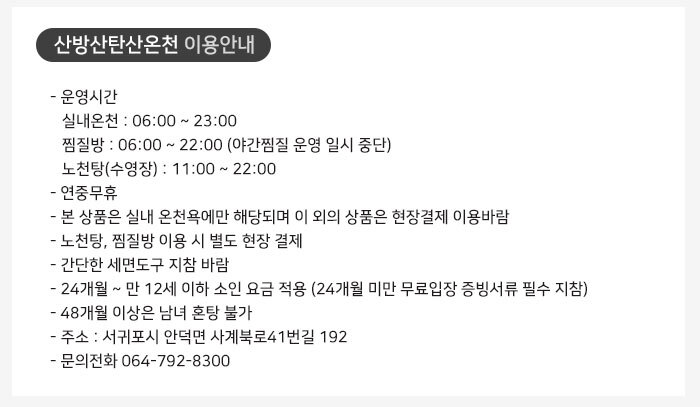 산방산탄산온천 이용안내
- 운영시간
실내온천 : 06:00 ~ 23:00
찜질방 : 06:00 ~ 22:00 (야간찜질 운영 일시 중단)
노천탕(수영장) : 11:00 ~ 22:00
- 연중무휴
- 본 상품은 실내 온천욕에만 해당되며 이 외의 상품은 현장결제 이용바람
- 노천탕, 찜질방 이용 시 별도 현장 결제
- 간단한 세면도구 지참 바람
- 24개월 ~ 만 12세 이하 소인 요금 적용 (24개월 미만 무료입장 증빙서류 필수 지참)
- 48개월 이상은 남녀 혼탕 불가
- 주소 : 서귀포시 안덕면 사계북로41번길 192
- 문의전화 064-792-8300